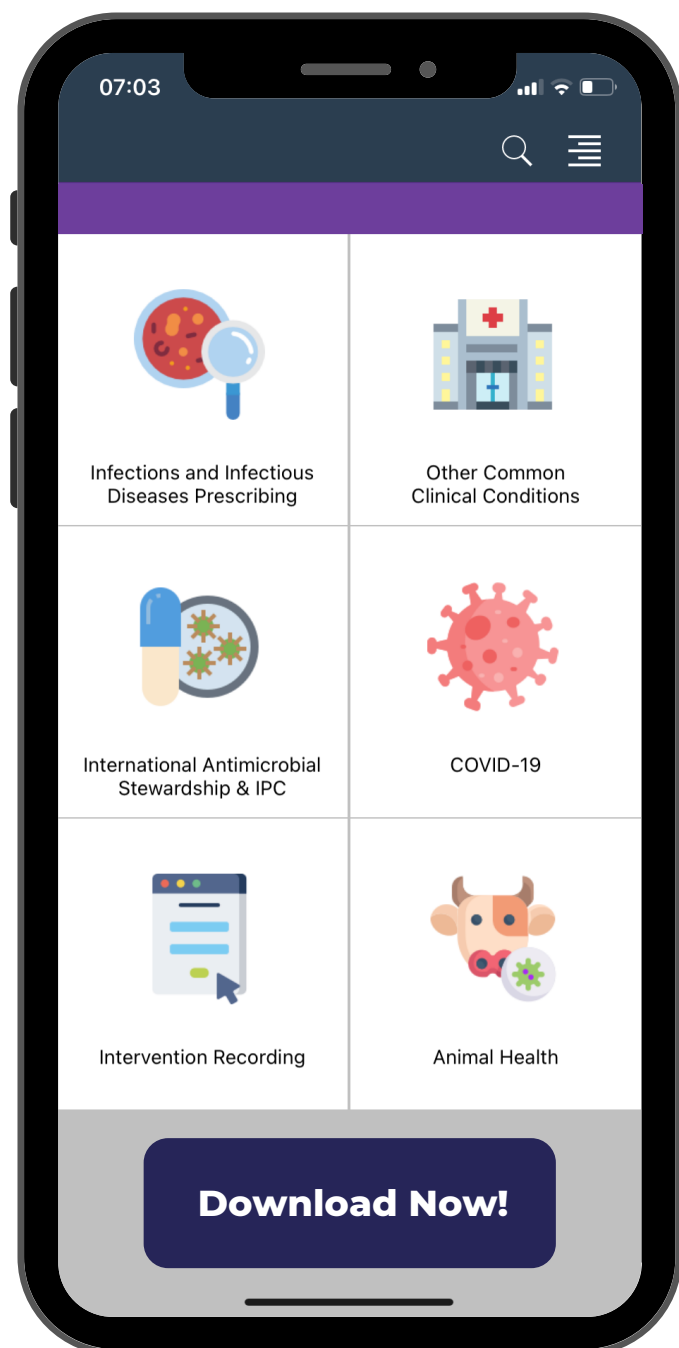 07:03
Infections and Infectious
Diseases Prescribing
Other Common
Clinical Conditions
International Antimicrobial
Stewardship & IPC
COVID-19
Intervention Recording
Animal Health
Download Now!